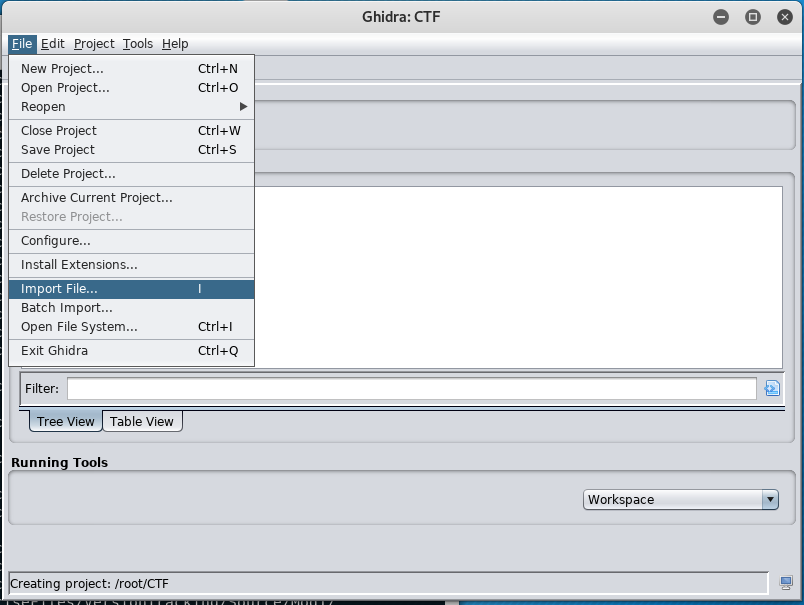 Ghidra: CTF
File Edit Project Tools Help
New Project... Ctrl+N
Open Project... Ctrl+O
Reopen
Close Project Ctrl+W
Save Project Ctrl+S
Delete Project...
Archive Current Project...
Restore Project...
Configure...
Install Extensions...
Import File... I
Batch Import...
Open File System... Ctrl+I
Exit Ghidra Ctrl+Q
Filter:
Tree View Table View
Running Tools
Workspace
Creating project: /root/CTF